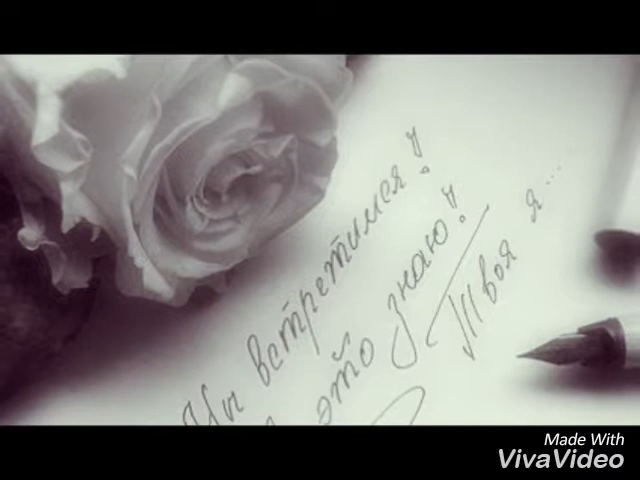 Мы встретимся!
это знаю!
Твоя я...
Made With
VivaVideo